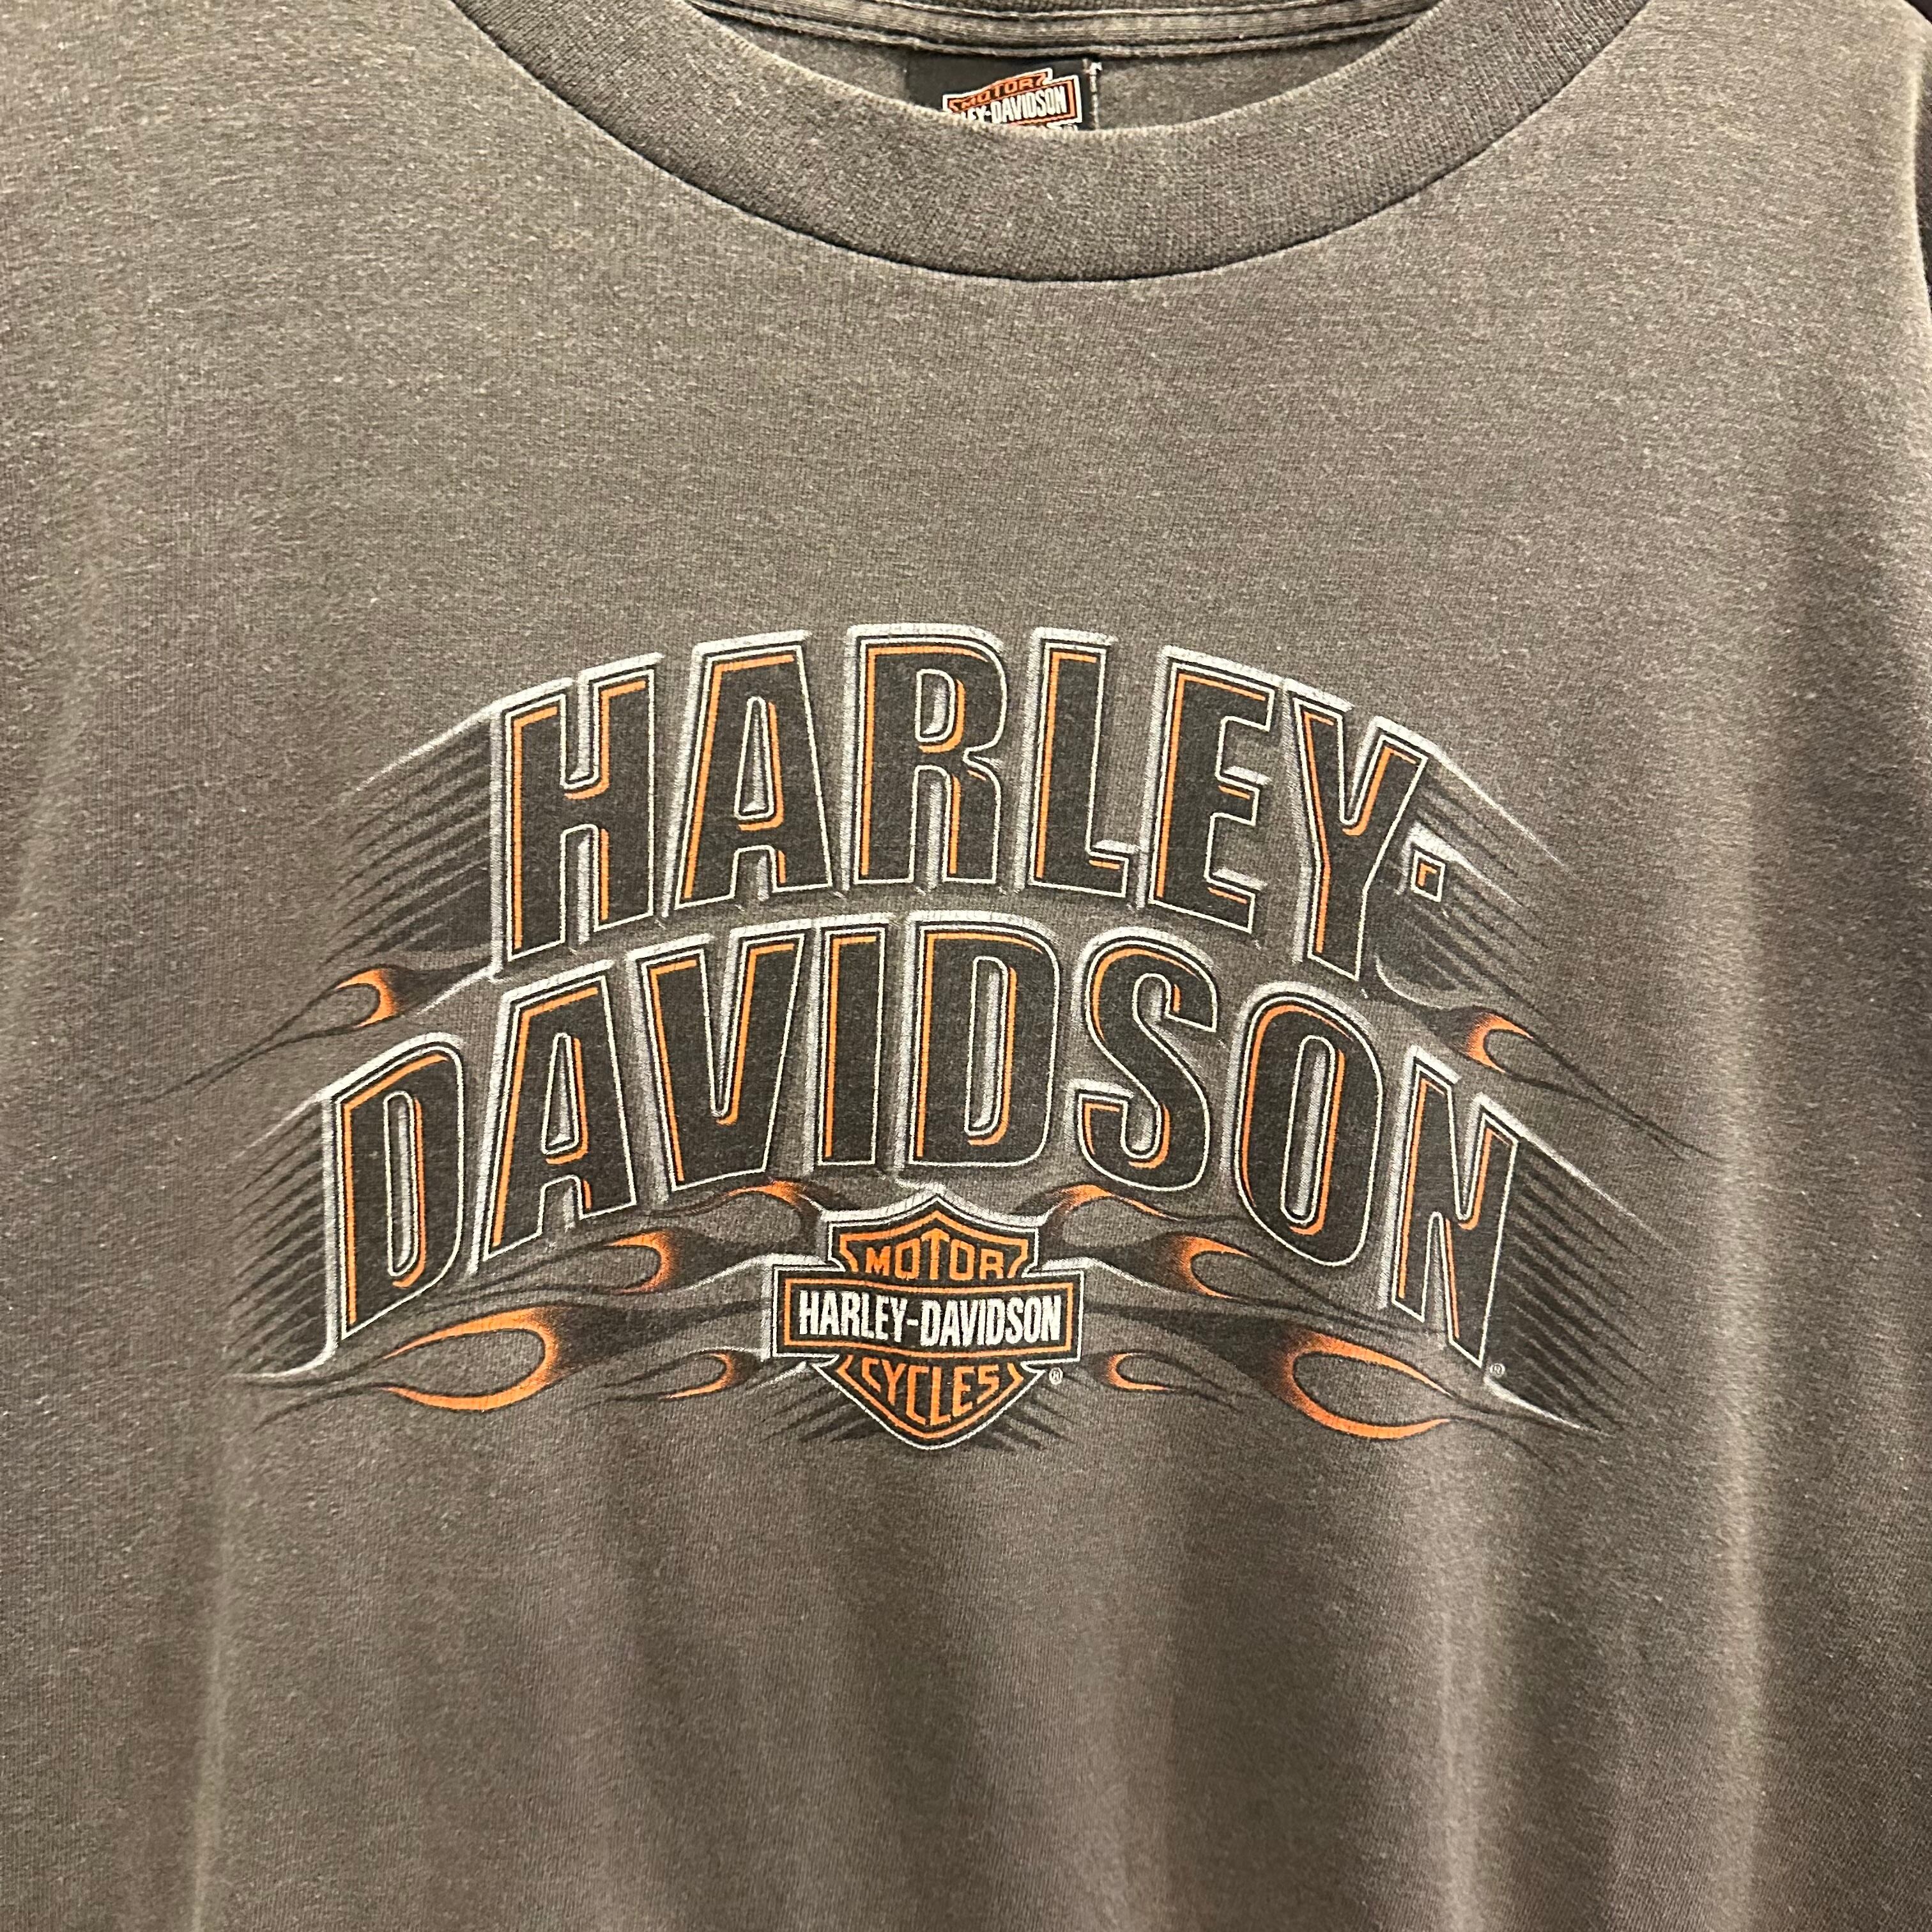 MOTOR
HARLEY-DAVIDSON
HARLEY-
DAVIDSON®
MOTOR
HARLEY-DAVIDSON
CYCLES®